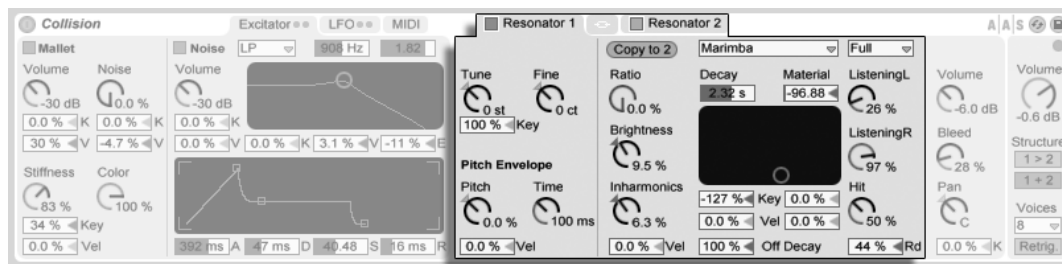 Collision
Excitator
LFO
MIDI
Resonator 1
Resonator 2
AAS
Mallet
Volume
-30 dB
0.0 % K
30 % V
Noise
0.0 %
0.0 % K
-4.7 % V
Stiffness
83 %
34 % Key
0.0 % Vel
Color
100 %
Noise
LP
908 Hz
1.82
Volume
-30 dB
0.0 % K
0.0 % V
0.0 % K
3.1 % V
-11 % E
392 ms A
47 ms D
40.48 S
16 ms R
Tune
0 st
Fine
0 ct
100 % Key
Pitch Envelope
Pitch
0.0 %
Time
100 ms
0.0 % Vel
Copy to 2
Marimba
Full
Ratio
0.0 %
Brightness
9.5 %
Inharmonics
6.3 %
0.0 % Vel
Decay
2.32 s
Material
-96.88
-127 % Key 0.0 %
0.0 % Vel 0.0 %
100 % Off Decay
ListeningL
26 %
ListeningR
97 %
Hit
50 %
44 % Rd
Volume
-6.0 dB
Bleed
28 %
Pan
C
0.0 % K
Volume
-0.6 dB
Structure
1 > 2
1 + 2
Voices
8
Retrig.